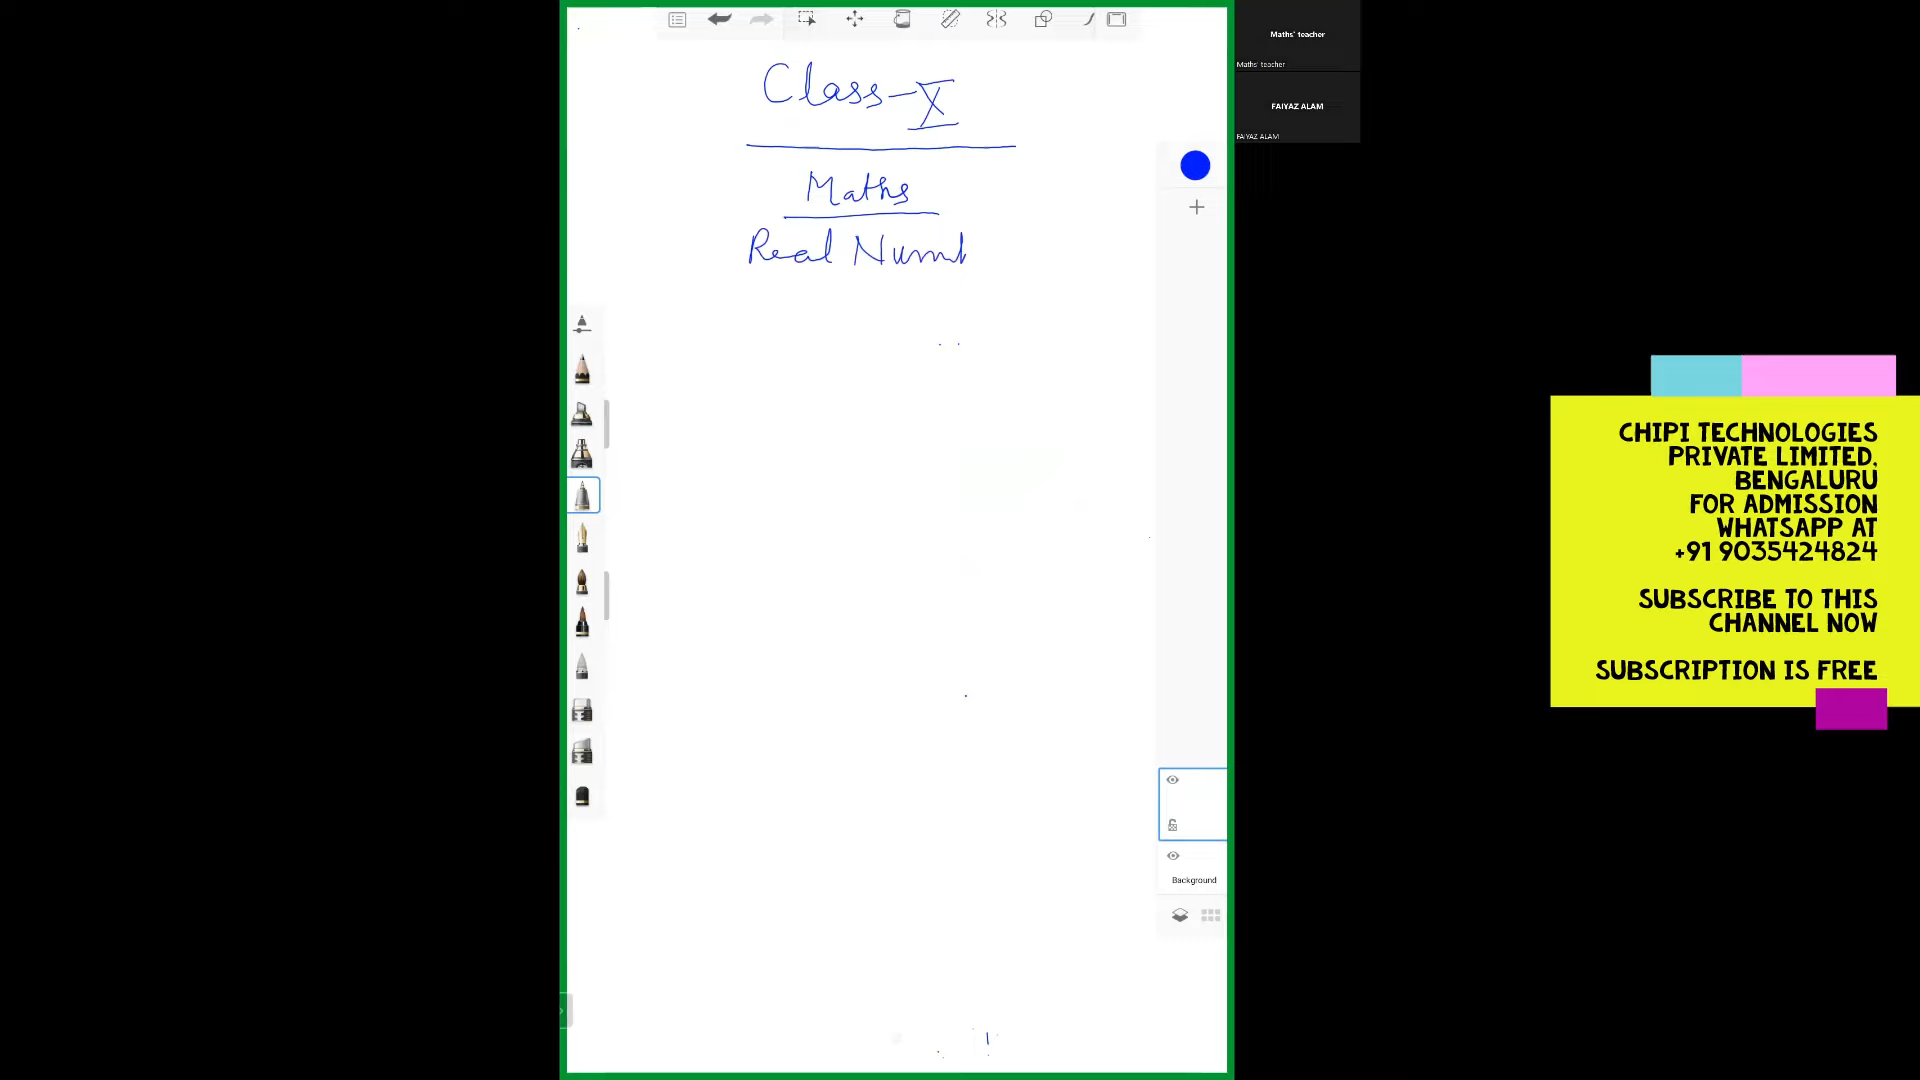 Class-X
Maths
Real Numb
Maths' teacher
Maths' teacher
FAIYAZ ALAM
FAIYAZ ALAM
CHIPI TECHNOLOGIES
PRIVATE LIMITED,
BENGALURU
FOR ADMISSION
WHATSAPP AT
+91 9035424824
SUBSCRIBE TO THIS
CHANNEL NOW
SUBSCRIPTION IS FREE
Background